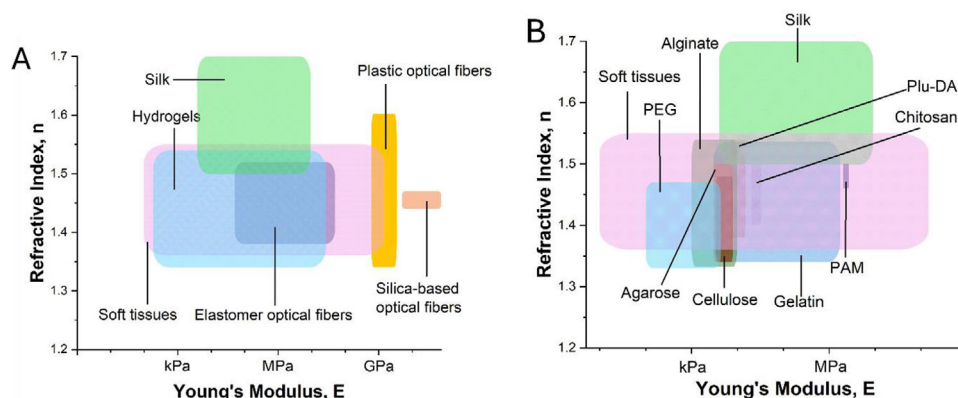 A
Refractive Index, n
1.7
1.6
1.5
1.4
1.3
1.2
Silk
Hydrogels
Plastic optical fibers
Soft tissues
Elastomer optical fibers
Silica-based
optical fibers
kPa
MPa
GPa
Young's Modulus, E
B
Refractive Index, n
1.7
1.6
1.5
1.4
1.3
1.2
Silk
Alginate
Soft tissues
PEG
Plu-DA
Chitosan
Agarose
Cellulose
Gelatin
PAM
kPa
MPa
Young's Modulus, E